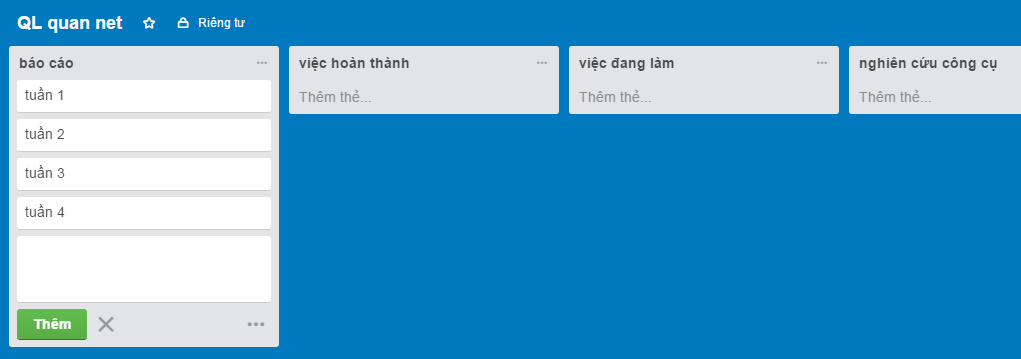 QL quan net
Riêng tư
báo cáo
tuần 1
tuần 2
tuần 3
tuần 4
Thêm
việc hoàn thành
Thêm thẻ...
việc đang làm
Thêm thẻ...
nghiên cứu công cụ
Thêm thẻ...